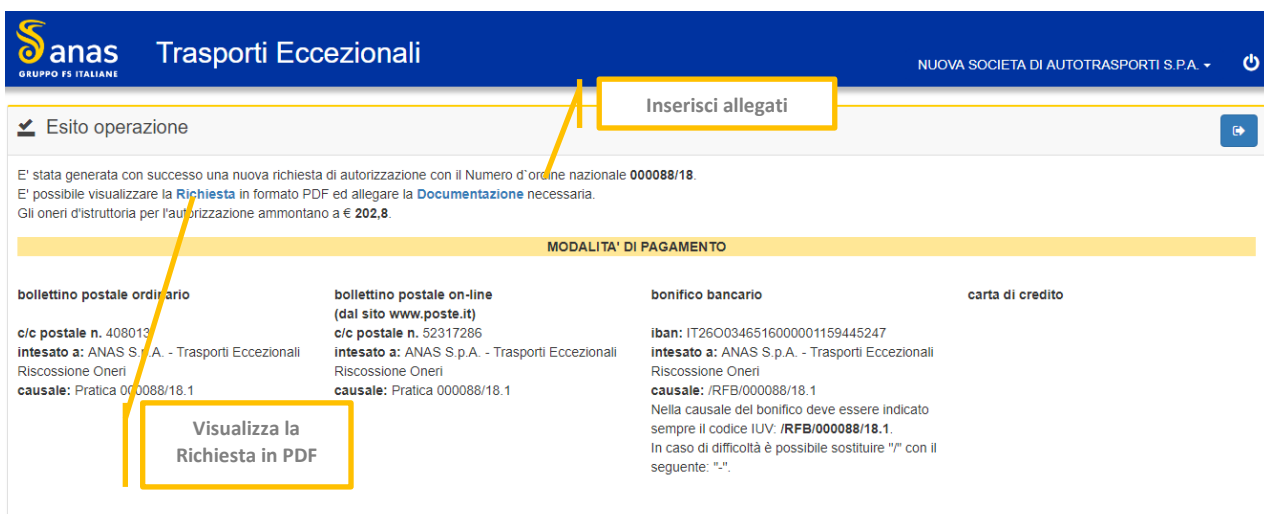 anas
GRUPPO FS ITALIANE
Trasporti Eccezionali
NUOVA SOCIETA DI AUTOTRASPORTI S.P.A.
Inserisci allegati
Esito operazione
E' stata generata con successo una nuova richiesta di autorizzazione con il Numero d`ordine nazionale 000088/18.
E' possibile visualizzare la Richiesta in formato PDF ed allegare la Documentazione necessaria.
Gli oneri d'istruttoria per l'autorizzazione ammontano a € 202,8.
MODALITA' DI PAGAMENTO
bollettino postale ordinario
c/c postale n. 408013
intesato a: ANAS S.p.A. - Trasporti Eccezionali
Riscossione Oneri
causale: Pratica 000088/18.1
bollettino postale on-line
(dal sito www.poste.it)
c/c postale n. 52317286
intesato a: ANAS S.p.A. - Trasporti Eccezionali
Riscossione Oneri
causale: Pratica 000088/18.1
bonifico bancario
iban: IT26O0346516000001159445247
intesato a: ANAS S.p.A. - Trasporti Eccezionali
Riscossione Oneri
causale: /RFB/000088/18.1
Nella causale del bonifico deve essere indicato
sempre il codice IUV: /RFB/000088/18.1.
In caso di difficoltà è possibile sostituire "/" con il
seguente: "-".
carta di credito
Visualizza la
Richiesta in PDF